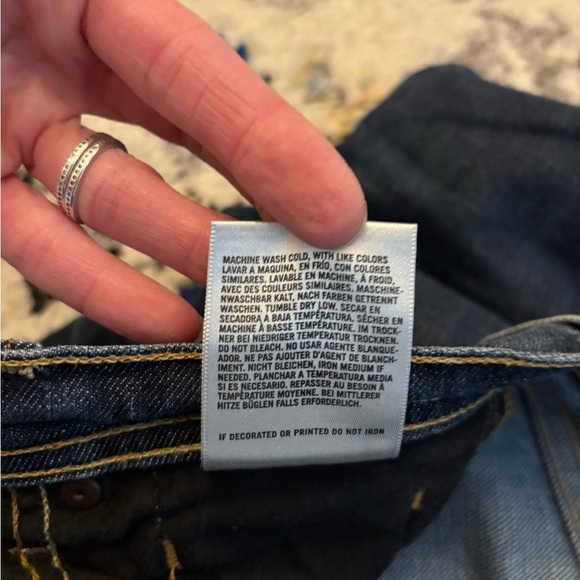 MACHINE WASH COLD, WITH LIKE COLORS
LAVAR A MAQUINA, EN FRÍO, CON COLORES
SIMILARES. LAVABLE EN MACHINE, À FROID,
AVEC DES COULEURS SIMILAIRES. MASCHINE-
NWASCHBAR KALT, NACH FARBEN GETRENNT
WASCHEN. TUMBLE DRY LOW. SECAR EN
SECADORA A BAJA TEMPERATURA. SÉCHER EN
MACHINE À BASSE TEMPÉRATURE. IM TROCK-
NER BEI NIEDRIGER TEMPERATUR TROCKNEN.
DO NOT BLEACH. NO USAR AGENTE BLANQUE-
ADOR. NE PAS AJOUTER D'AGENT DE BLANCHI-
MENT. NICHT BLEICHEN, IRON MEDIUM IF
NEEDED. PLANCHAR A TEMPERATURA MEDIA
SI ES NECESARIO. REPASSER AU BESOIN À
TEMPÉRATURE MOYENNE. BEI MITTLERER
HITZE BÜGLEN FALLS ERFORDERLICH.
IF DECORATED OR PRINTED DO NOT IRON